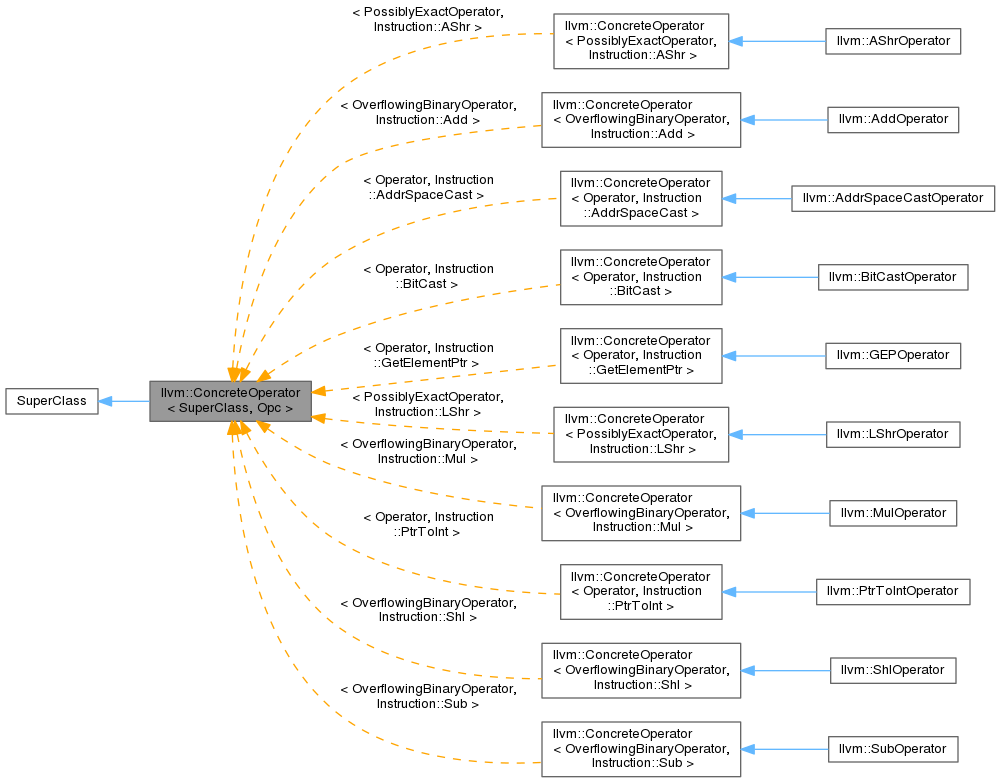 < PossiblyExactOperator,
Instruction::AShr >
llvm::ConcreteOperator
< PossiblyExactOperator,
Instruction::AShr >
llvm::AShrOperator
< OverflowingBinaryOperator,
Instruction::Add >
llvm::ConcreteOperator
< OverflowingBinaryOperator,
Instruction::Add >
llvm::AddOperator
< Operator, Instruction
::AddrSpaceCast >
llvm::ConcreteOperator
< Operator, Instruction
::AddrSpaceCast >
llvm::AddrSpaceCastOperator
< Operator, Instruction
::BitCast >
llvm::ConcreteOperator
< Operator, Instruction
::BitCast >
llvm::BitCastOperator
< Operator, Instruction
::GetElementPtr >
llvm::ConcreteOperator
< Operator, Instruction
::GetElementPtr >
llvm::GEPOperator
SuperClass
llvm::ConcreteOperator
< SuperClass, Opc >
< PossiblyExactOperator,
Instruction::LShr >
llvm::ConcreteOperator
< PossiblyExactOperator,
Instruction::LShr >
llvm::LShrOperator
< OverflowingBinaryOperator,
Instruction::Mul >
llvm::ConcreteOperator
< OverflowingBinaryOperator,
Instruction::Mul >
llvm::MulOperator
< Operator, Instruction
::PtrToInt >
llvm::ConcreteOperator
< Operator, Instruction
::PtrToInt >
llvm::PtrToIntOperator
< OverflowingBinaryOperator,
Instruction::Shl >
llvm::ConcreteOperator
< OverflowingBinaryOperator,
Instruction::Shl >
llvm::ShlOperator
< OverflowingBinaryOperator,
Instruction::Sub >
llvm::ConcreteOperator
< OverflowingBinaryOperator,
Instruction::Sub >
llvm::SubOperator